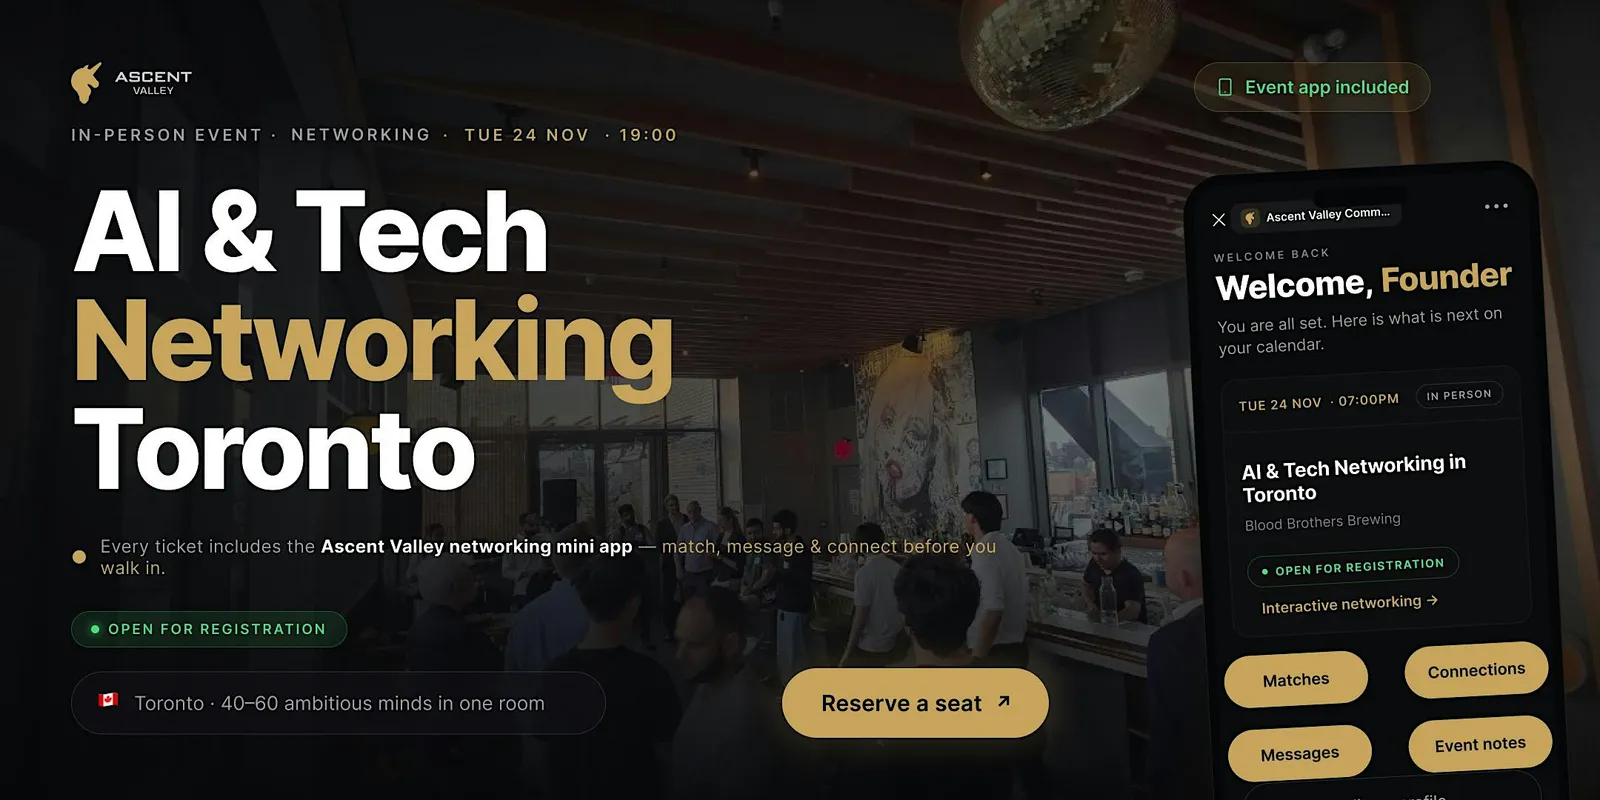 ASCENT
VALLEY
Event app included
IN-PERSON EVENT · NETWORKING · TUE 24 NOV · 19:00
AI & Tech
Networking
Toronto
Every ticket includes the Ascent Valley networking mini app — match, message & connect before you
walk in.
OPEN FOR REGISTRATION
Toronto · 40–60 ambitious minds in one room
Reserve a seat ↗
Ascent Valley Comm...
WELCOME BACK
Welcome, Founder
You are all set. Here is what is next on
your calendar.
TUE 24 NOV · 07:00PM
IN PERSON
AI & Tech Networking in
Toronto
Blood Brothers Brewing
OPEN FOR REGISTRATION
Interactive networking →
Matches
Connections
Messages
Event notes